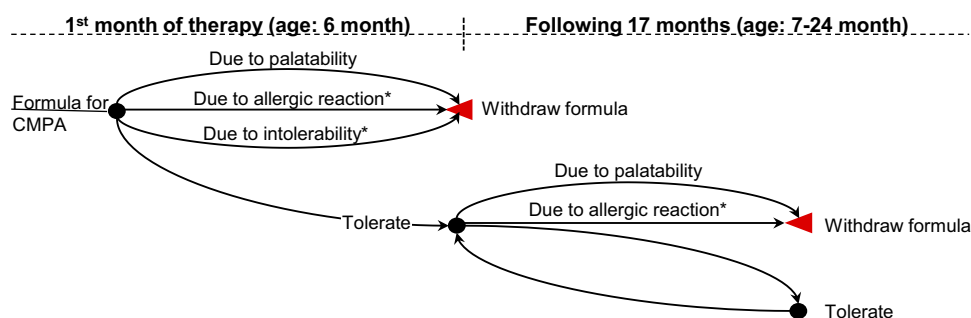 1st month of therapy (age: 6 month)
Following 17 months (age: 7-24 month)
Due to palatability
Formula for
CMPA
Due to allergic reaction*
Withdraw formula
Due to intolerability*
Due to palatability
Tolerate
Due to allergic reaction*
Withdraw formula
Tolerate